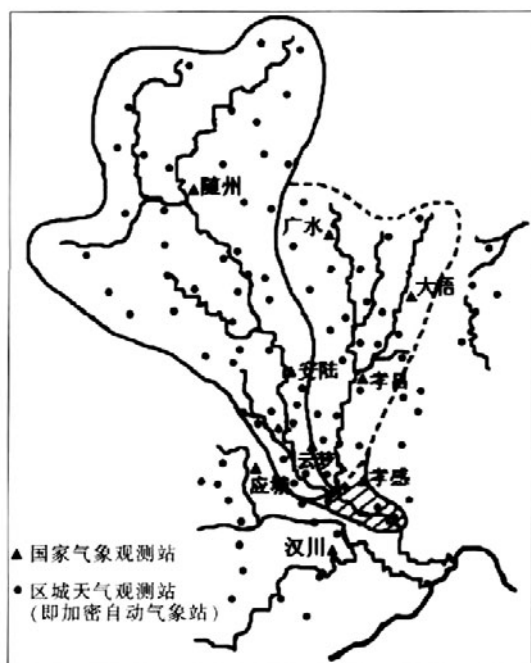 随州
广水
大悟
安陆
孝昌
云梦
孝感
应城
汉川
▲国家气象观测站
●区城天气观测站
(即加密自动气象站)